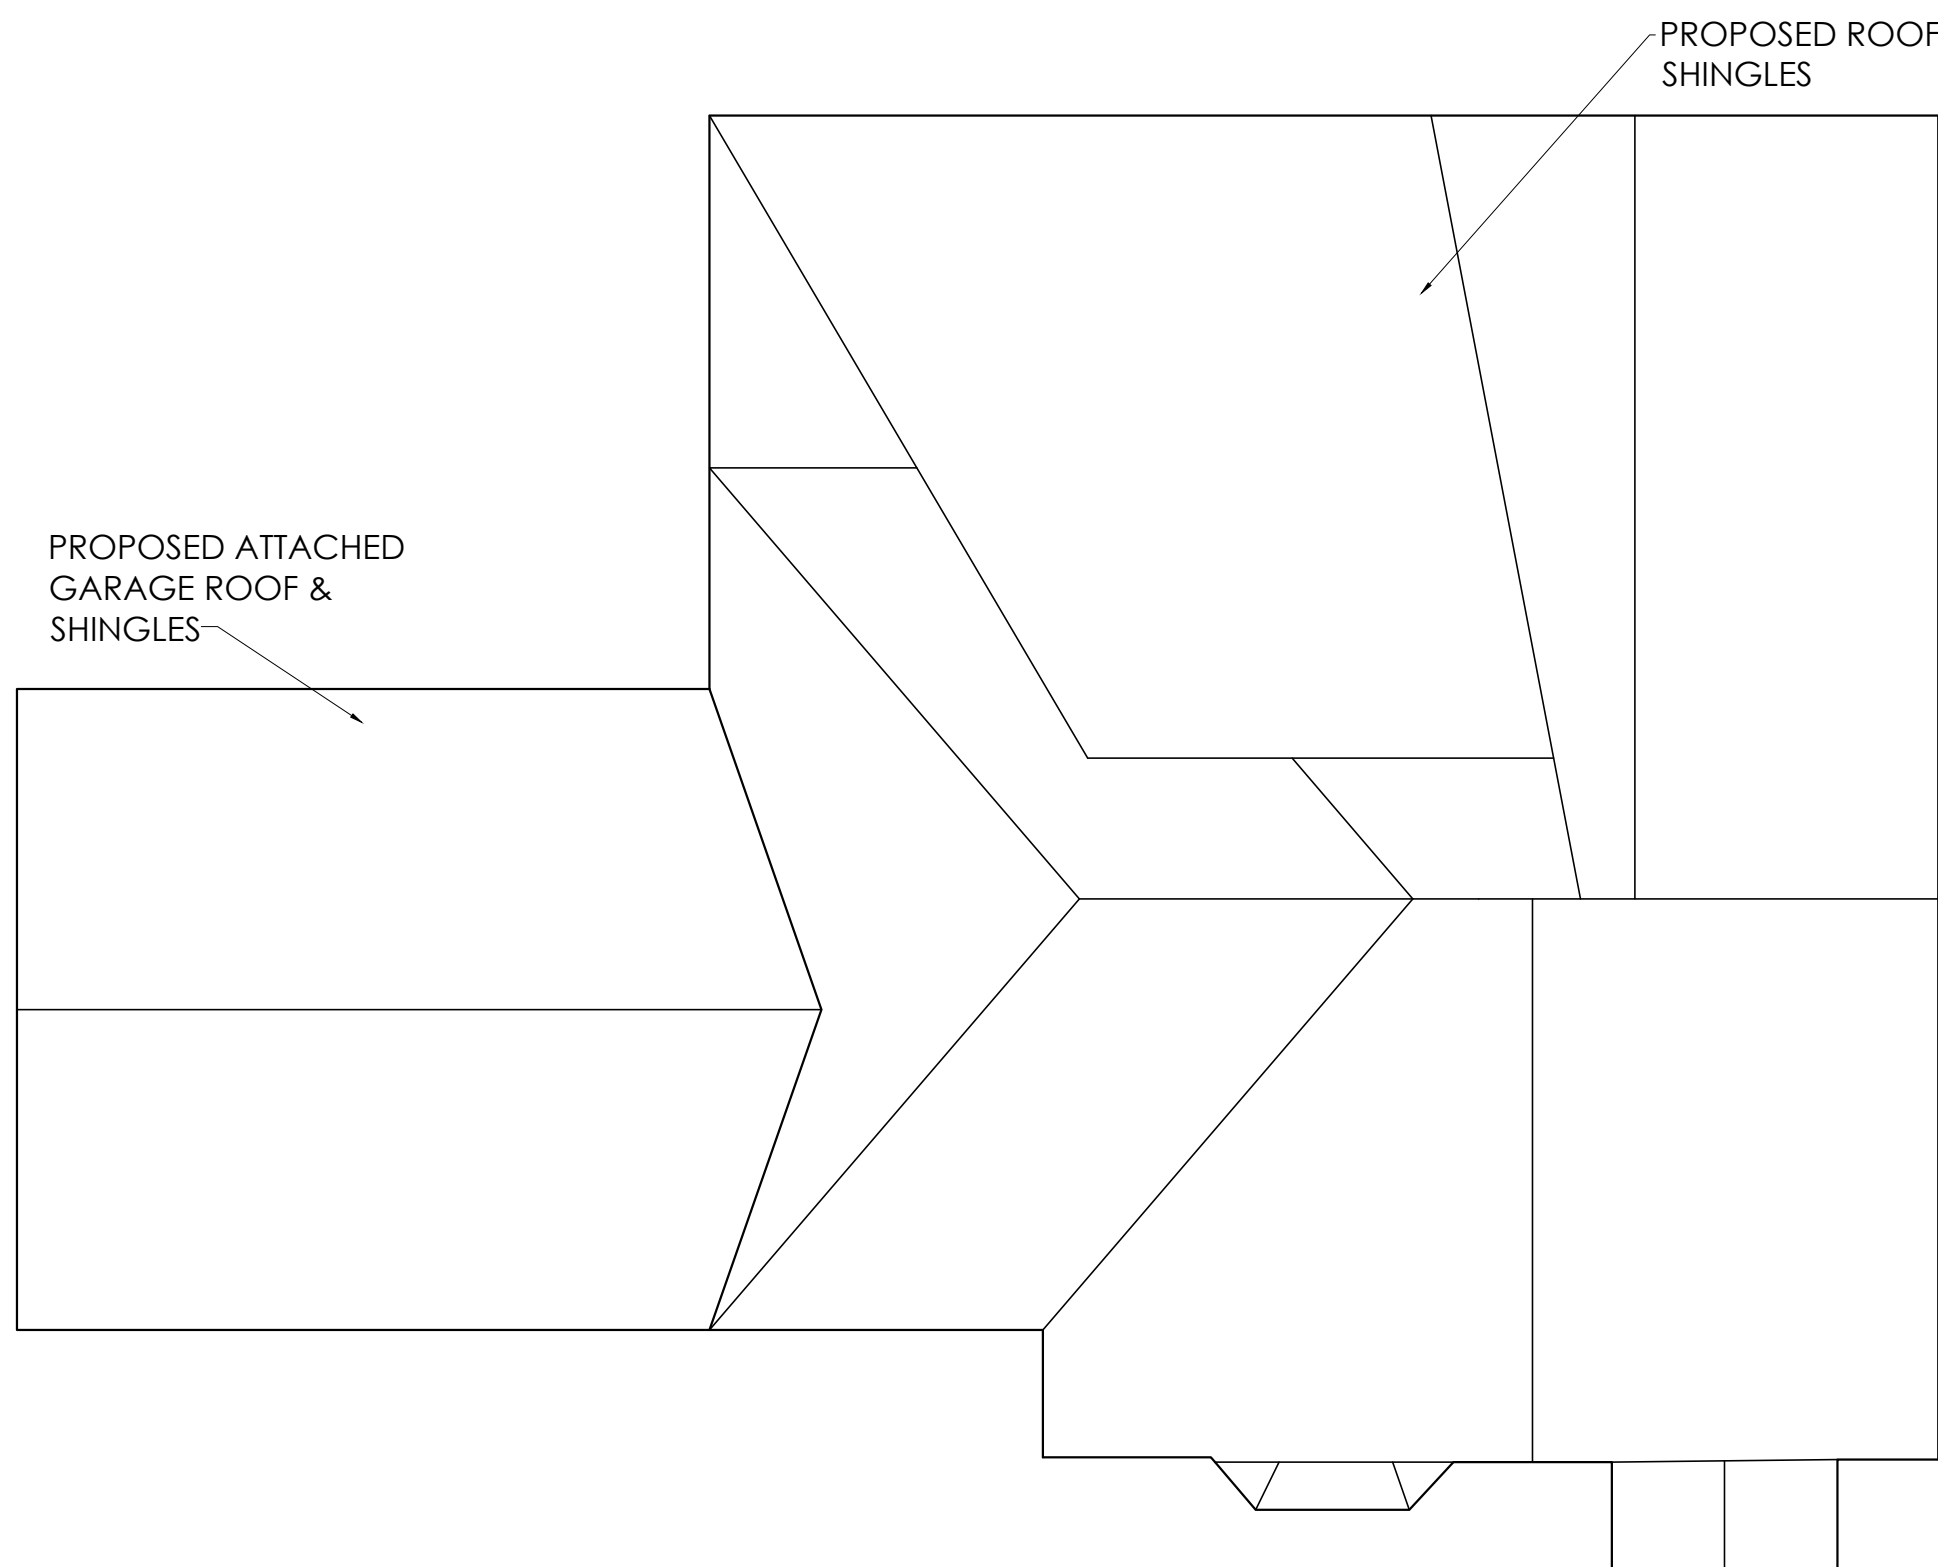 PROPOSED ROOF
SHINGLES
PROPOSED ATTACHED
GARAGE ROOF &
SHINGLES